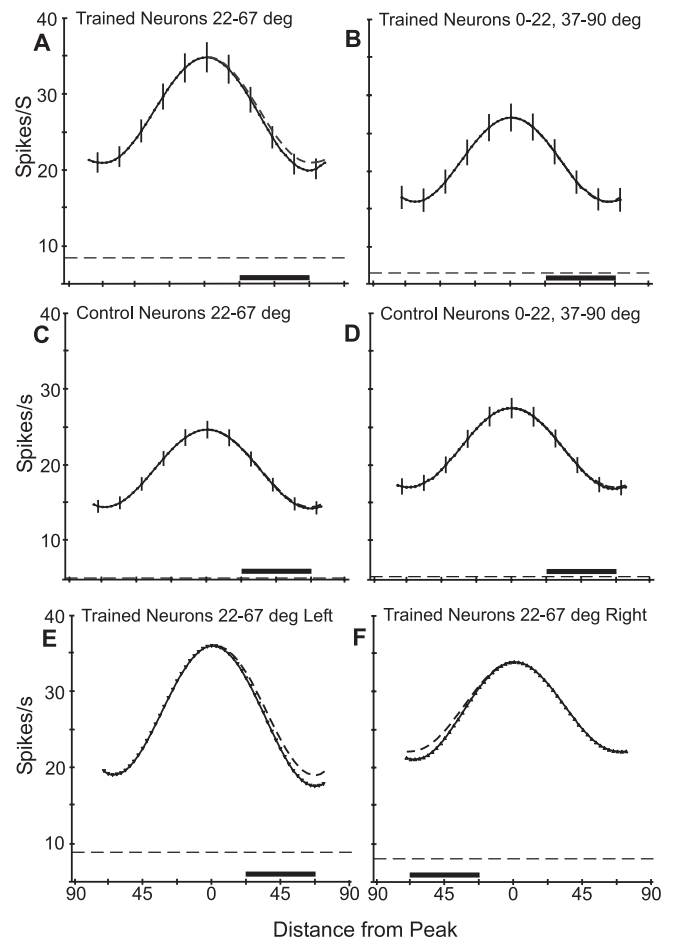 40
Trained Neurons 22-67 deg
A
30
Spikes/S
20
10
Trained Neurons 0-22, 37-90 deg
B
Control Neurons 22-67 deg
C
30
Spikes/s
20
10
Control Neurons 0-22, 37-90 deg
D
40
Trained Neurons 22-67 deg Left
E
30
Spikes/s
20
10
90 45 0 45 90
Trained Neurons 22-67 deg Right
F
90 45 0 45 90
Distance from Peak